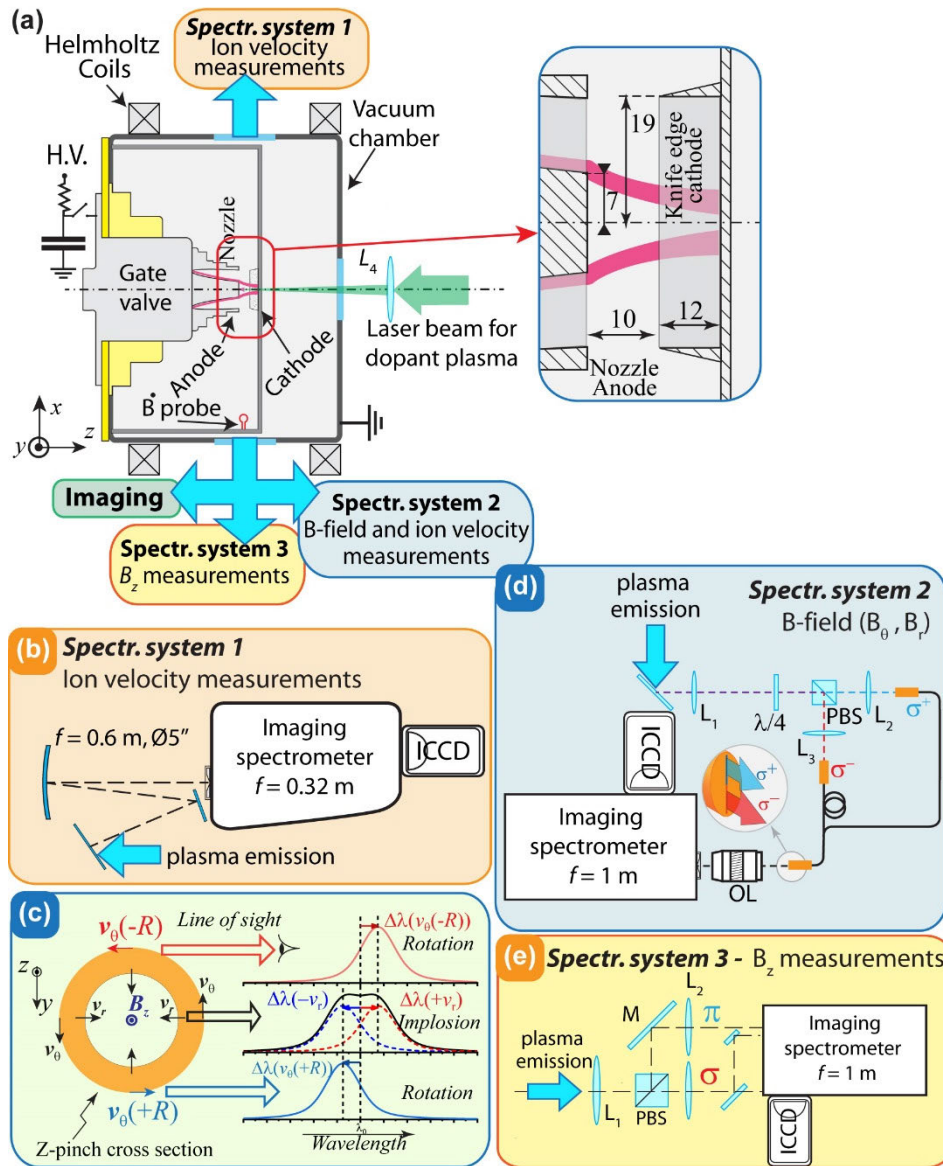 (a)
Spectr. system 1
Ion velocity
measurements
Helmholtz
Coils
Vacuum
chamber
H.V.
Nozzle
Gate
valve
L4
Laser beam for
dopant plasma
Anode
Cathode
Ḃ probe
x
y
z
19
7
Knife edge
cathode
10
12
Nozzle
Anode
Imaging
Spectr. system 2
B-field and ion velocity
measurements
Spectr. system 3
Bz measurements
(b)
Spectr. system 1
Ion velocity measurements
f = 0.6 m, Ø5″
Imaging
spectrometer
f = 0.32 m
ICCD
plasma emission
(c)
vθ(-R)
Line of sight
Δλ(vθ(-R))
Rotation
z
y
vr
Bz
vr
vθ
vθ
Δλ(-vr)
Δλ(+vr)
Implosion
vθ(+R)
Δλ(vθ(+R))
Rotation
λ0
Wavelength
Z-pinch cross section
(d)
plasma
emission
Spectr. system 2
B-field (Bθ , Br)
L1
λ/4
PBS
L2
σ+
L3
σ−
ICCD
σ+
σ−
Imaging
spectrometer
f = 1 m
OL
(e)
Spectr. system 3 - Bz measurements
M
L2
π
plasma
emission
L1
PBS
σ
Imaging
spectrometer
f = 1 m
ICCD